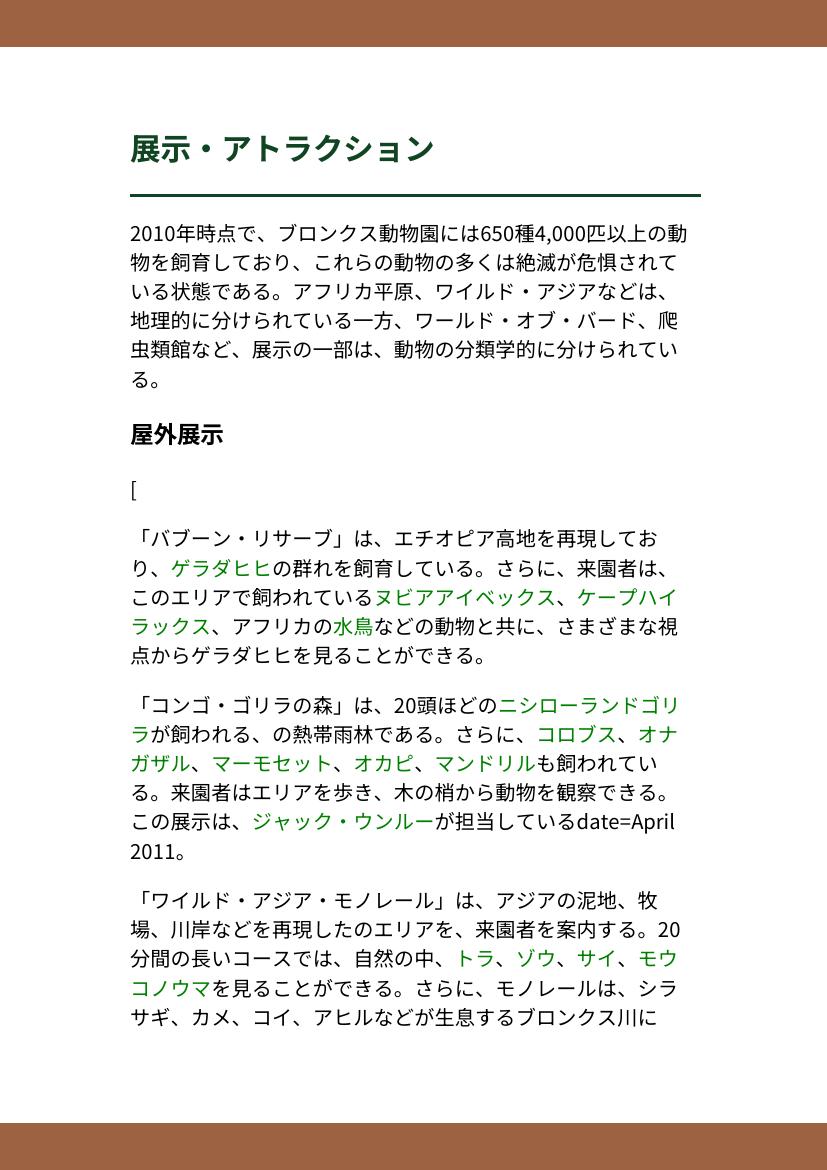 展示・アトラクション
2010年時点で、ブロンクス動物園には650種4,000匹以上の動
物を飼育しており、これらの動物の多くは絶滅が危惧されて
いる状態である。アフリカ平原、ワイルド・アジアなどは、
地理的に分けられている一方、ワールド・オブ・バード、爬
虫類館など、展示の一部は、動物の分類学的に分けられてい
る。
屋外展示
[
「バブーン・リサーブ」は、エチオピア高地を再現してお
り、ゲラダヒヒの群れを飼育している。さらに、来園者は、
このエリアで飼われているヌビアアイベックス、ケープハイ
ラックス、アフリカの水鳥などの動物と共に、さまざまな視
点からゲラダヒヒを見ることができる。
「コンゴ・ゴリラの森」は、20頭ほどのニシローランドゴリ
ラが飼われる、の熱帯雨林である。さらに、コロブス、オナ
ガザル、マーモセット、オカピ、マンドリルも飼われてい
る。来園者はエリアを歩き、木の梢から動物を観察できる。
この展示は、ジャック・ウンルーが担当しているdate=April
2011。
「ワイルド・アジア・モノレール」は、アジアの泥地、牧
場、川岸などを再現したのエリアを、来園者を案内する。20
分間の長いコースでは、自然の中、トラ、ゾウ、サイ、モウ
コノウマを見ることができる。さらに、モノレールは、シラ
サギ、カメ、コイ、アヒルなどが生息するブロンクス川に